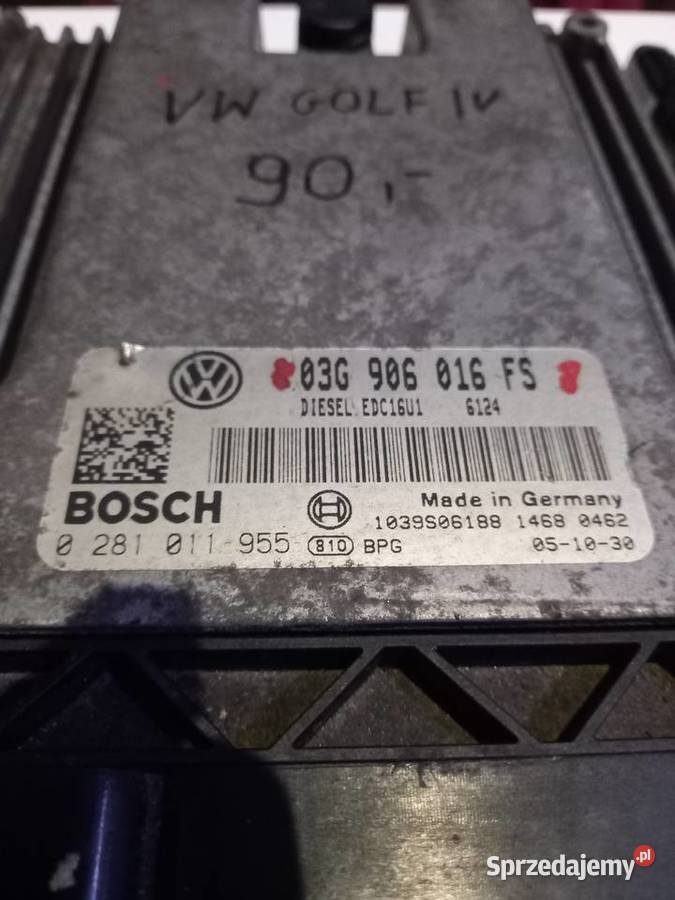 VW GOLF IV
90,-
03G 906 016 FS
DIESEL EDC16U1 6124
BOSCH
Made in Germany
1039S06188 1468 0462
0 281 011 955 810 BPG 05-10-30
Sprzedajemy.pl